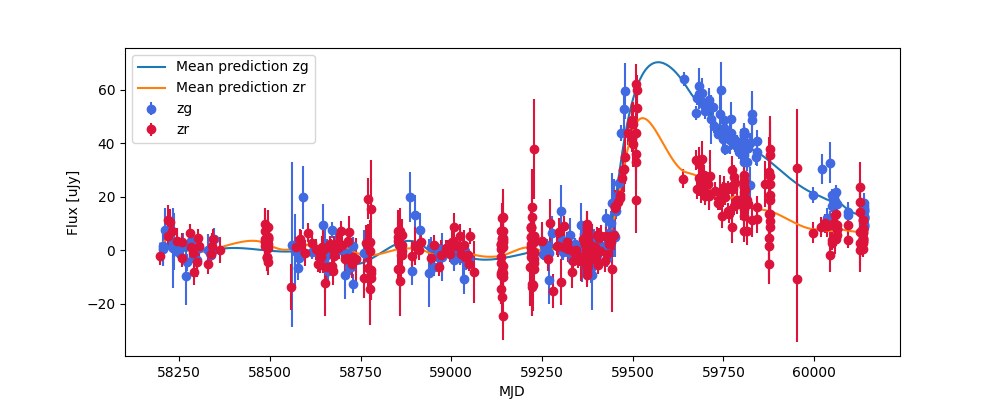 Mean prediction zg
Mean prediction zr
zg
zr
Flux [uJy]
60
40
20
0
−20
58250 58500 58750 59000 59250 59500 59750 60000
MJD